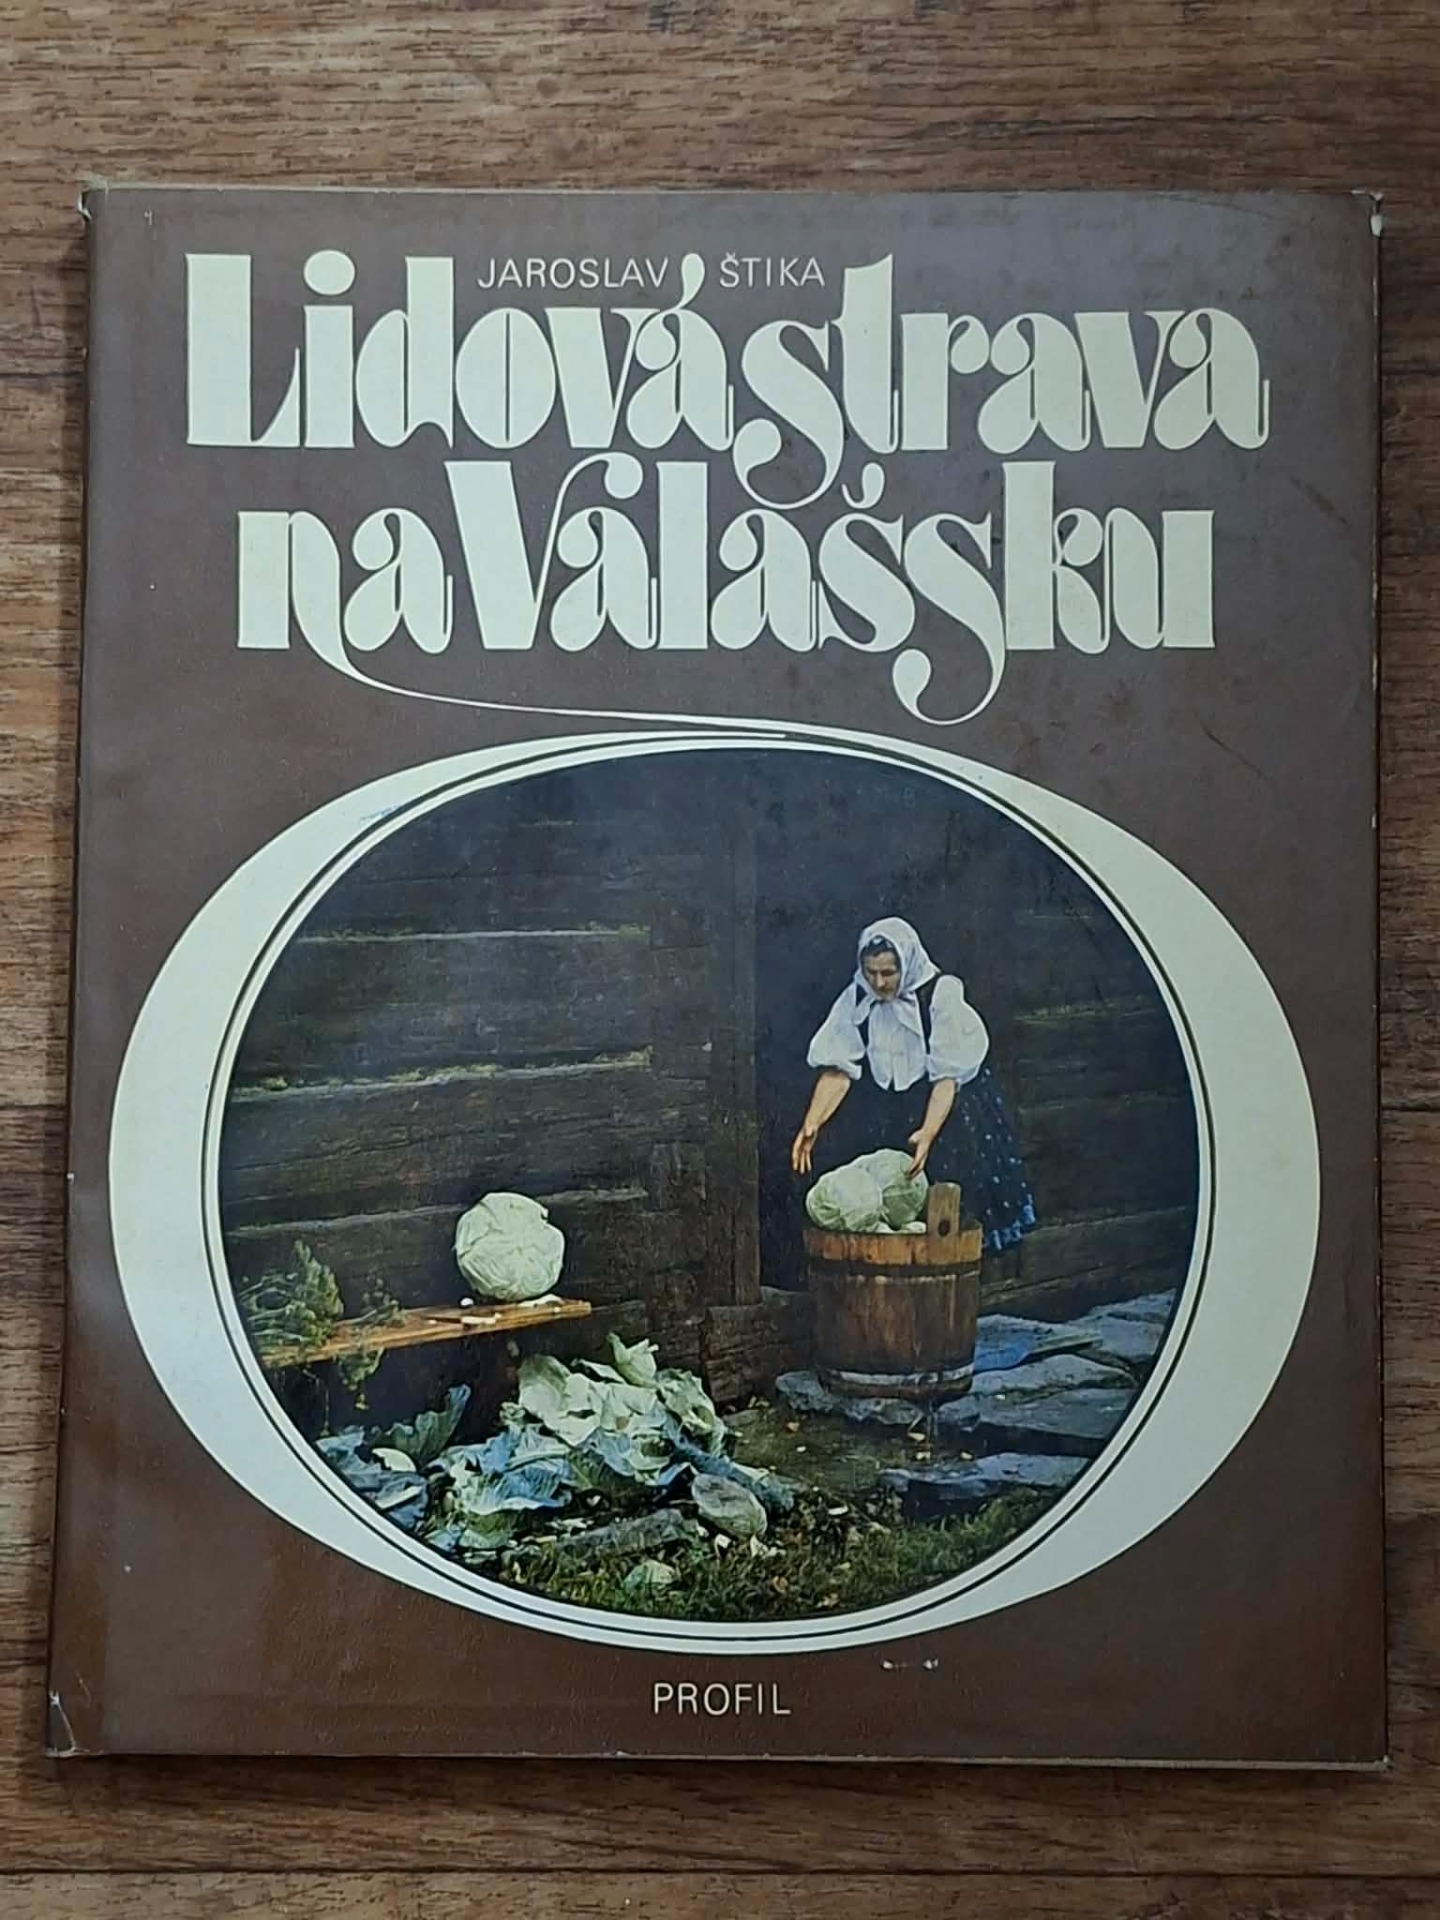 JAROSLAV ŠTIKA
Lidová strava
na Valašsku
PROFIL